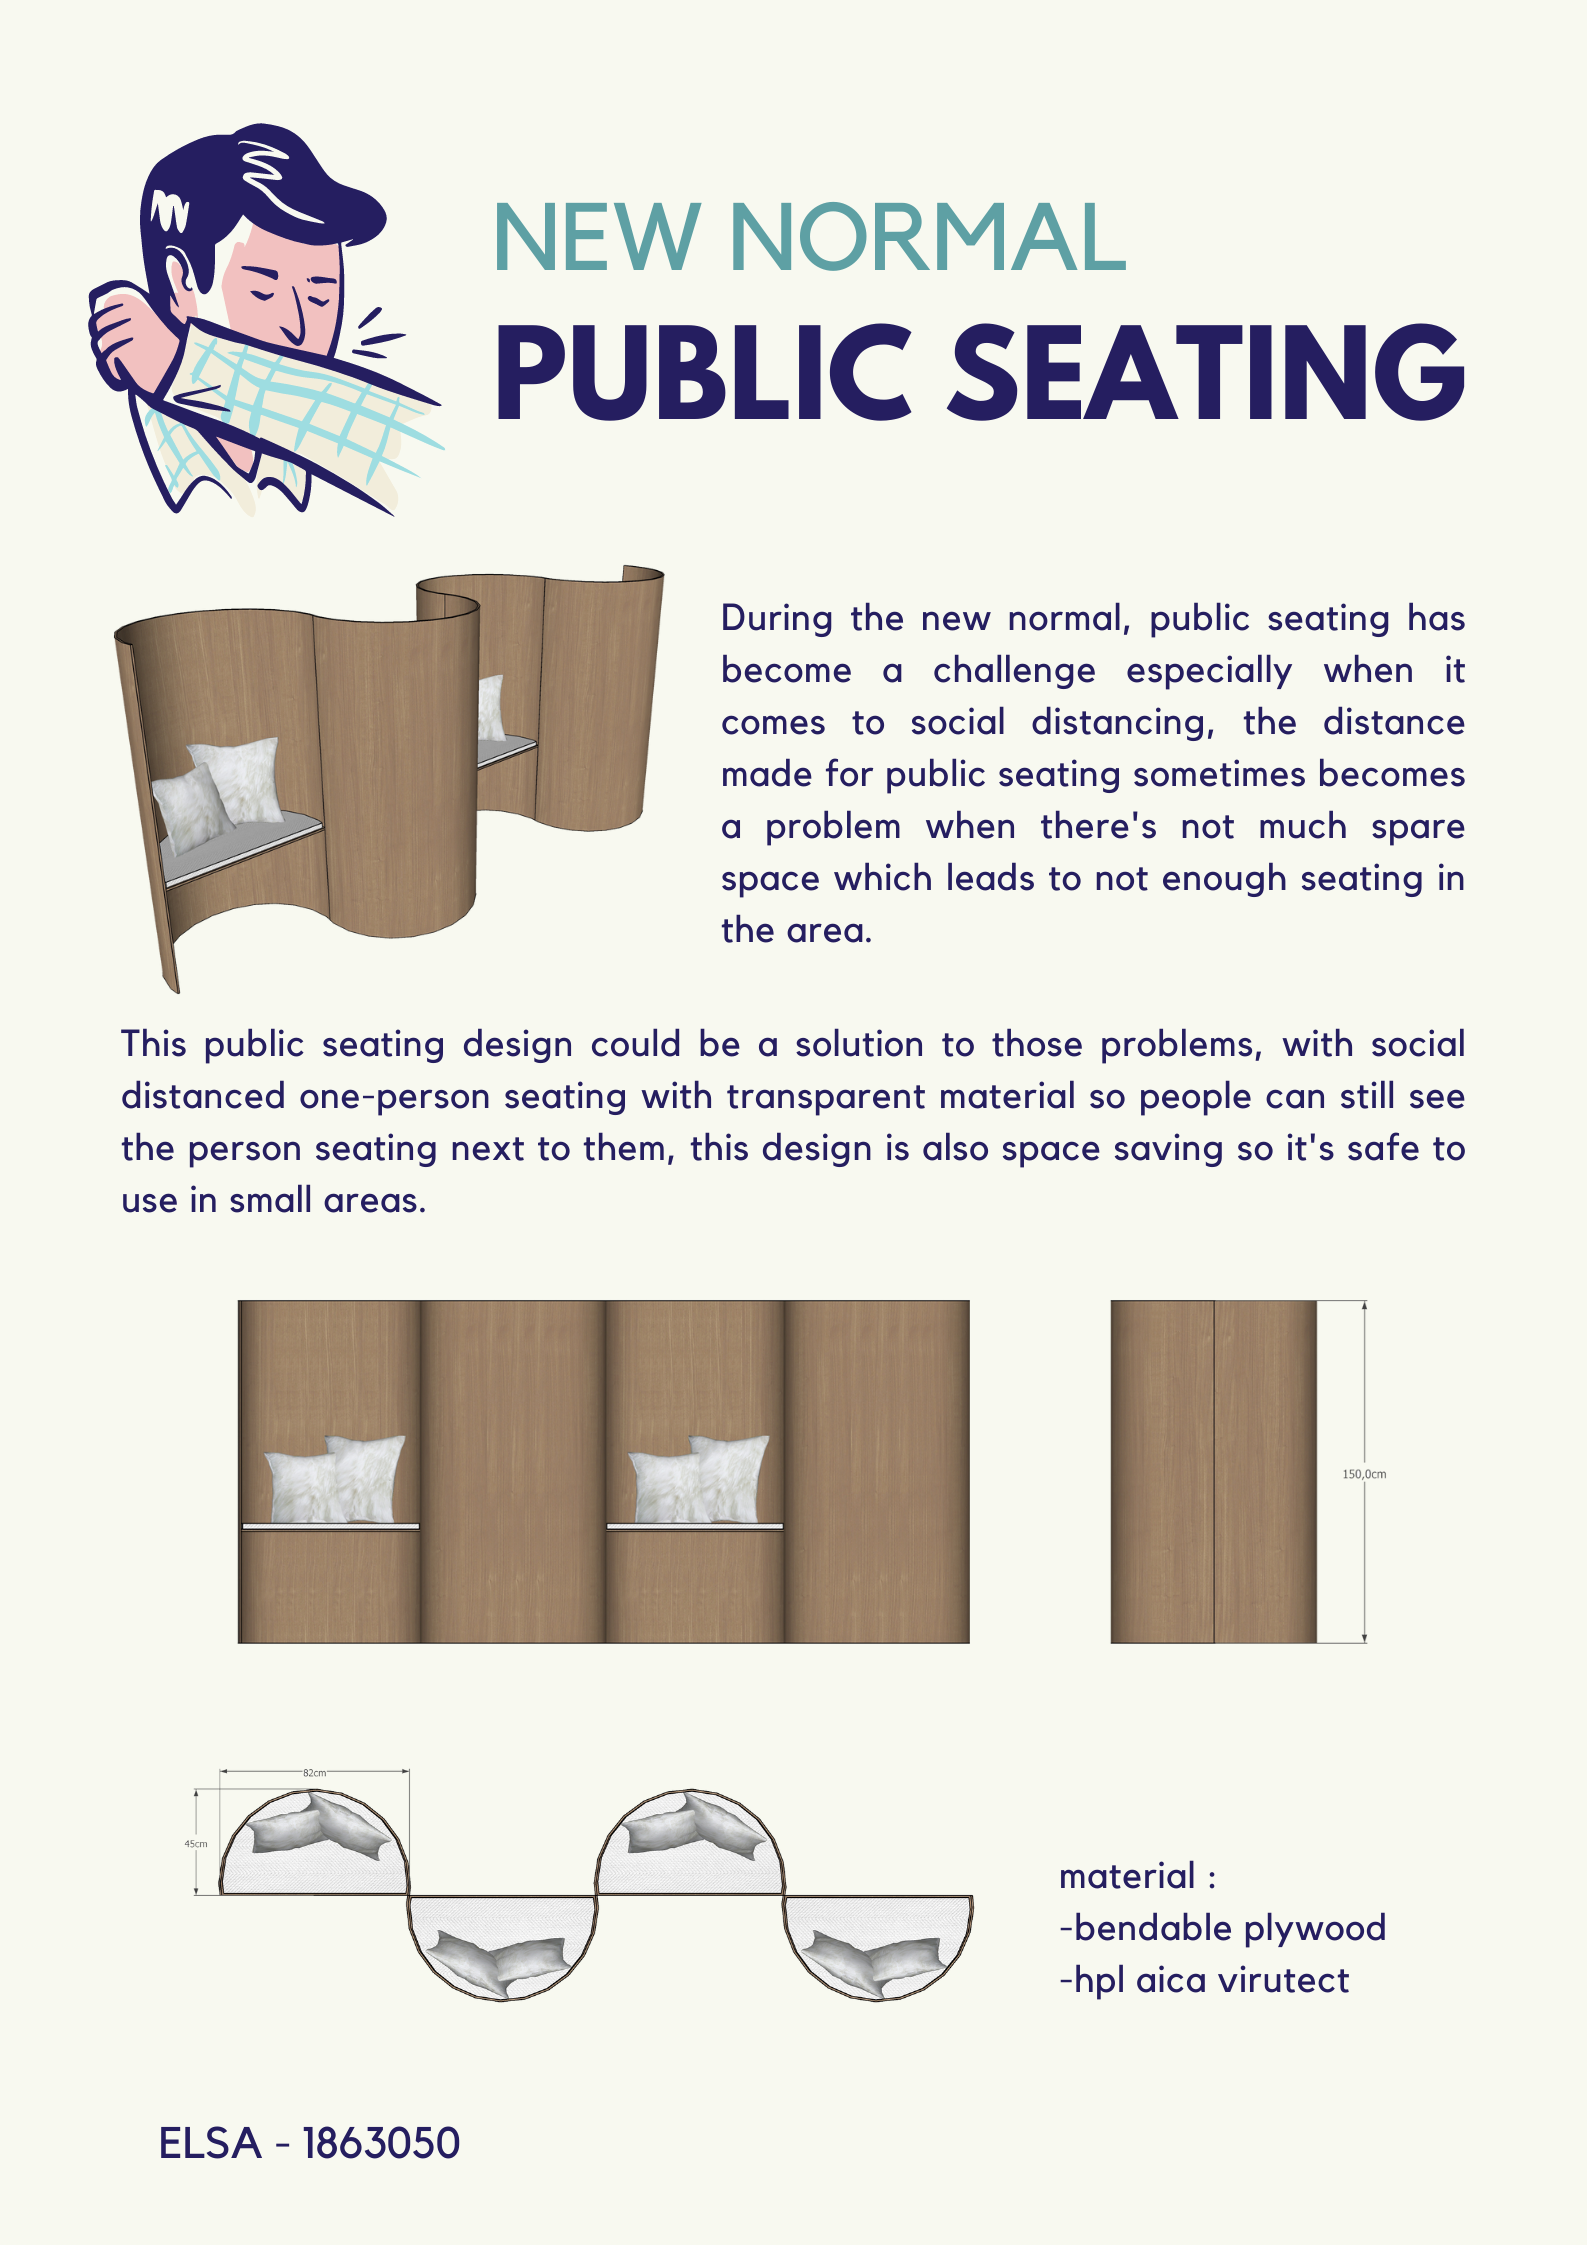 NEW NORMAL
PUBLIC SEATING
During the new normal, public seating has
become a challenge especially when it
comes to social distancing, the distance
made for public seating sometimes becomes
a problem when there's not much spare
space which leads to not enough seating in
the area.
This public seating design could be a solution to those problems, with social
distanced one-person seating with transparent material so people can still see
the person seating next to them, this design is also space saving so it's safe to
use in small areas.
150,0cm
82cm
45cm
material :
-bendable plywood
-hpl aica virutect
ELSA - 1863050